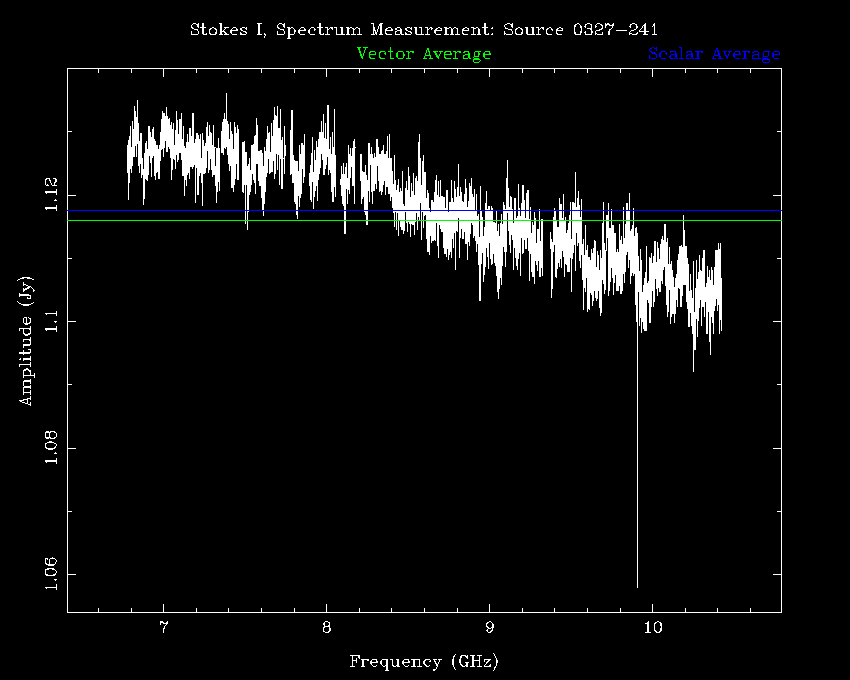 Stokes I, Spectrum Measurement: Source 0327−241
Vector Average
Scalar Average
1.12
1.1
1.08
1.06
Amplitude (Jy)
7
8
9
10
Frequency (GHz)